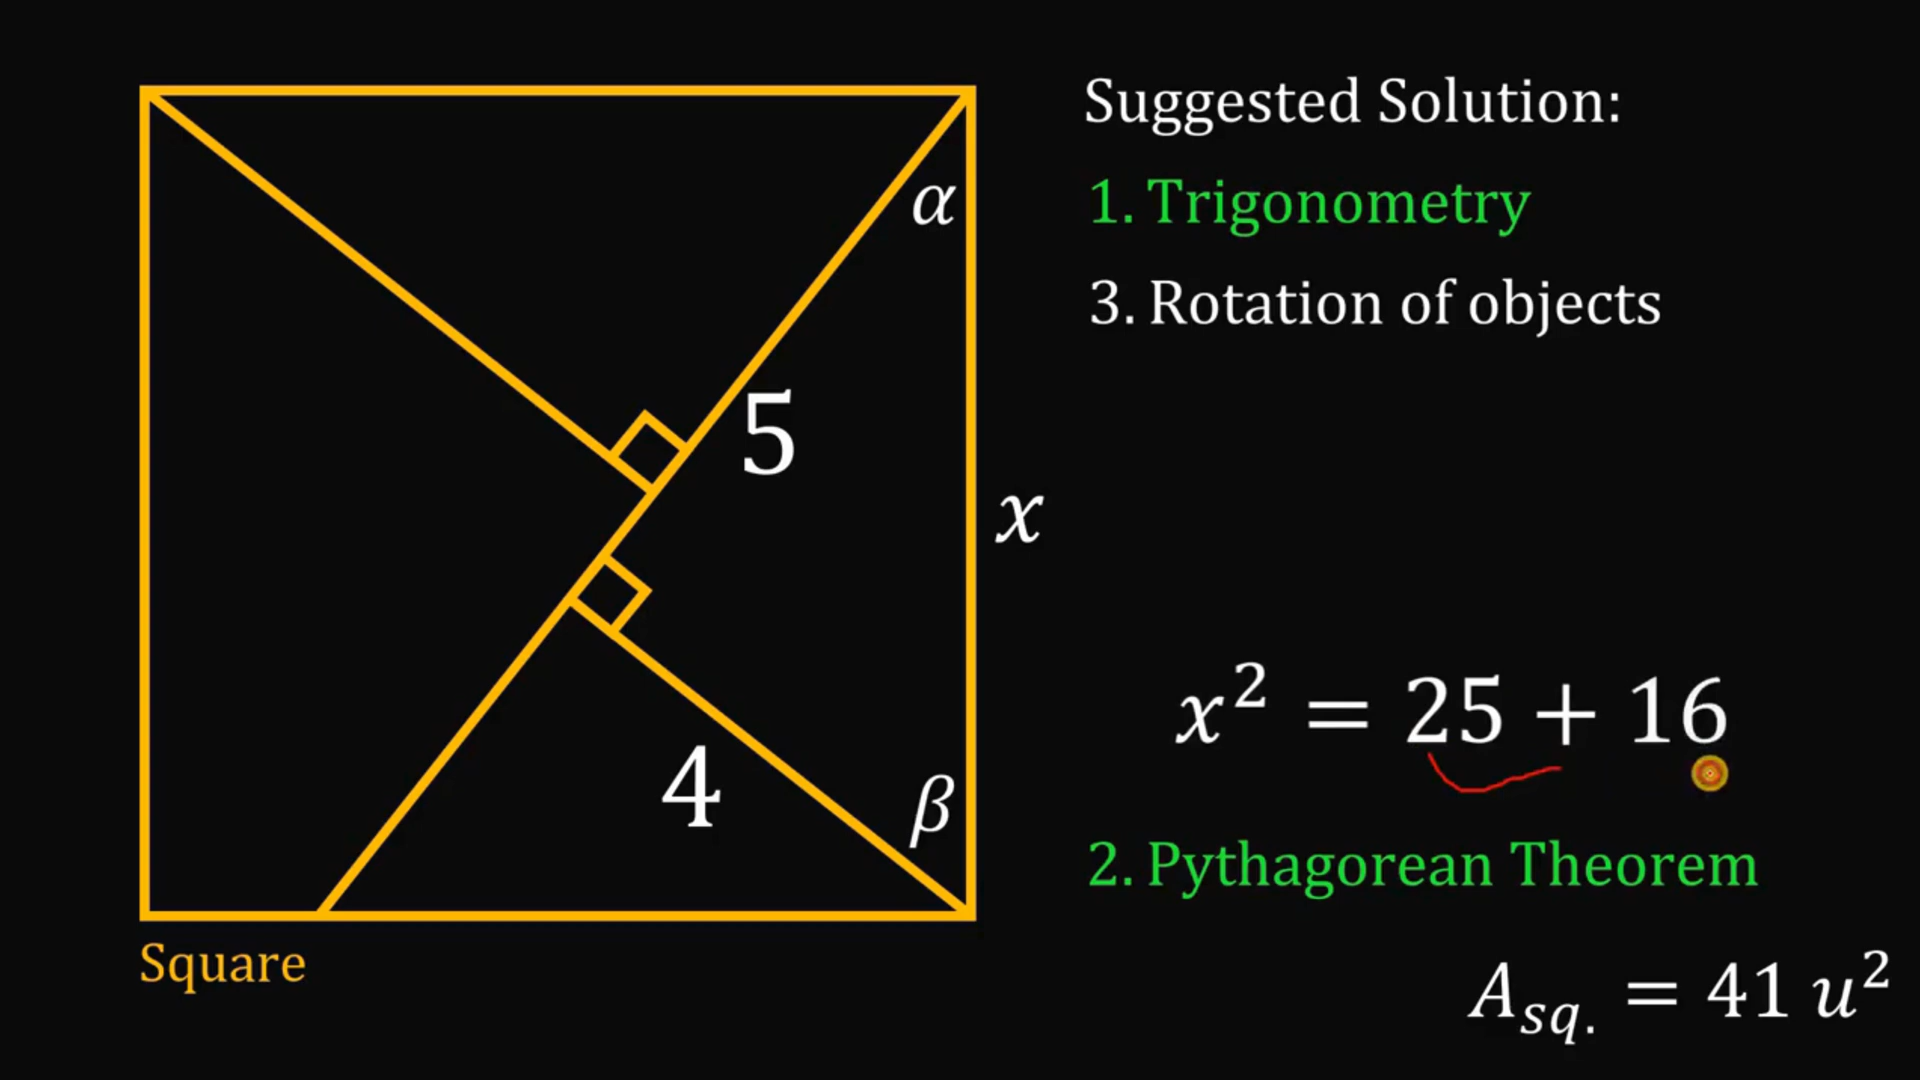 Suggested Solution:
1. Trigonometry
α
3. Rotation of objects
5
x
x² = 25 + 16
4
β
2. Pythagorean Theorem
Square
A_sq. = 41 u²